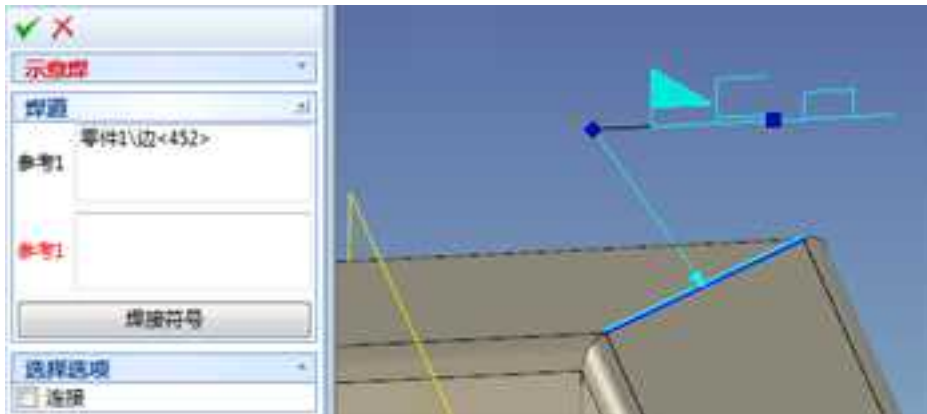 示意焊
焊道
零件1\边<452>
参考1
参考1
焊接符号
选择选项
连接